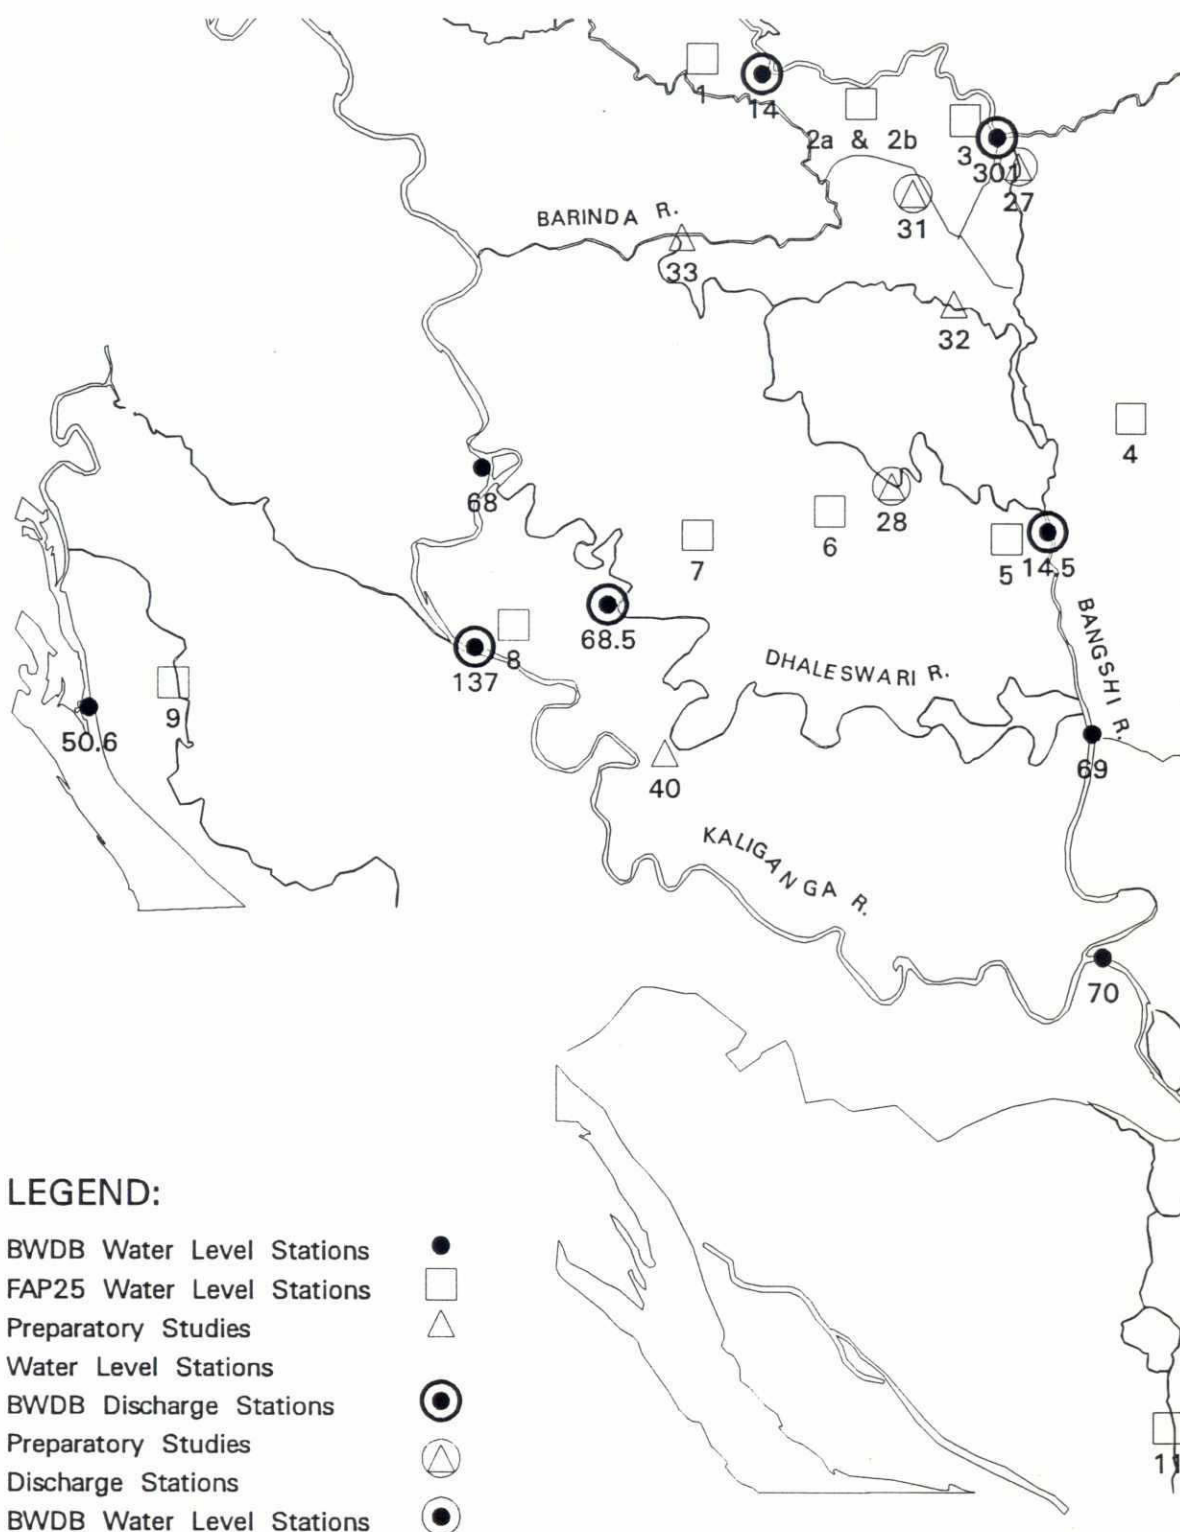 1
14
2a & 2b
3
301
27
31
BARINDA R.
33
32
4
68
28
6
7
5
14.5
68.5
8
137
DHALESWARI R.
BANGSHI R.
9
50.6
69
40
KALIGANGA R.
70
11
LEGEND:
BWDB Water Level Stations
FAP25 Water Level Stations
Preparatory Studies
Water Level Stations
BWDB Discharge Stations
Preparatory Studies
Discharge Stations
BWDB Water Level Stations